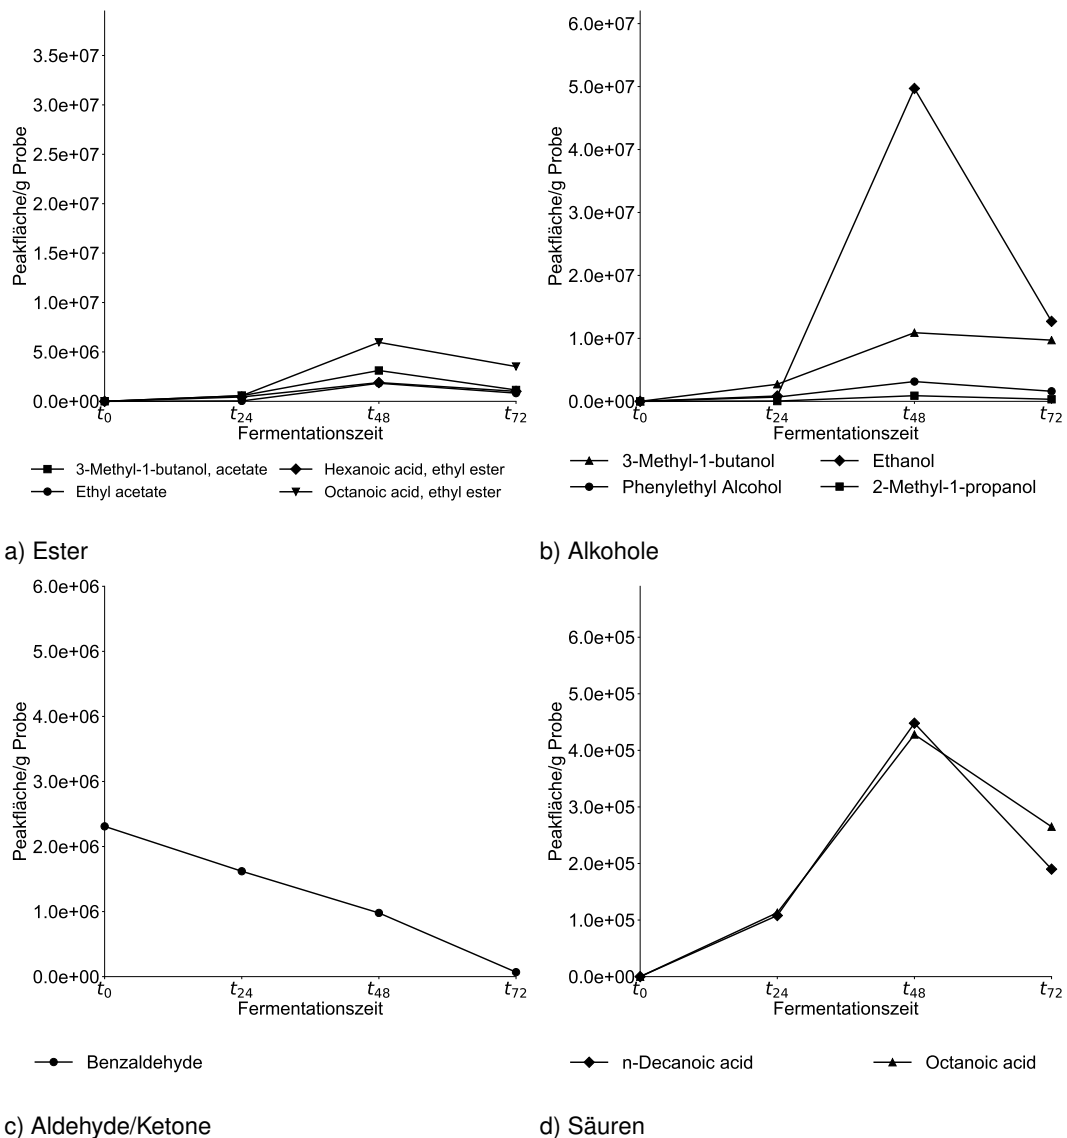 3.5e+07
3.0e+07
2.5e+07
2.0e+07
1.5e+07
1.0e+07
5.0e+06
0.0e+00
Peakfläche/g Probe
t0 t24 t48 t72
Fermentationszeit
3-Methyl-1-butanol, acetate Hexanoic acid, ethyl ester
Ethyl acetate Octanoic acid, ethyl ester
a) Ester
6.0e+07
5.0e+07
4.0e+07
3.0e+07
2.0e+07
1.0e+07
0.0e+00
Peakfläche/g Probe
t0 t24 t48 t72
Fermentationszeit
3-Methyl-1-butanol Ethanol
Phenylethyl Alcohol 2-Methyl-1-propanol
b) Alkohole
6.0e+06
5.0e+06
4.0e+06
3.0e+06
2.0e+06
1.0e+06
0.0e+00
Peakfläche/g Probe
t0 t24 t48 t72
Fermentationszeit
Benzaldehyde
c) Aldehyde/Ketone
6.0e+05
5.0e+05
4.0e+05
3.0e+05
2.0e+05
1.0e+05
0.0e+00
Peakfläche/g Probe
t0 t24 t48 t72
Fermentationszeit
n-Decanoic acid Octanoic acid
d) Säuren